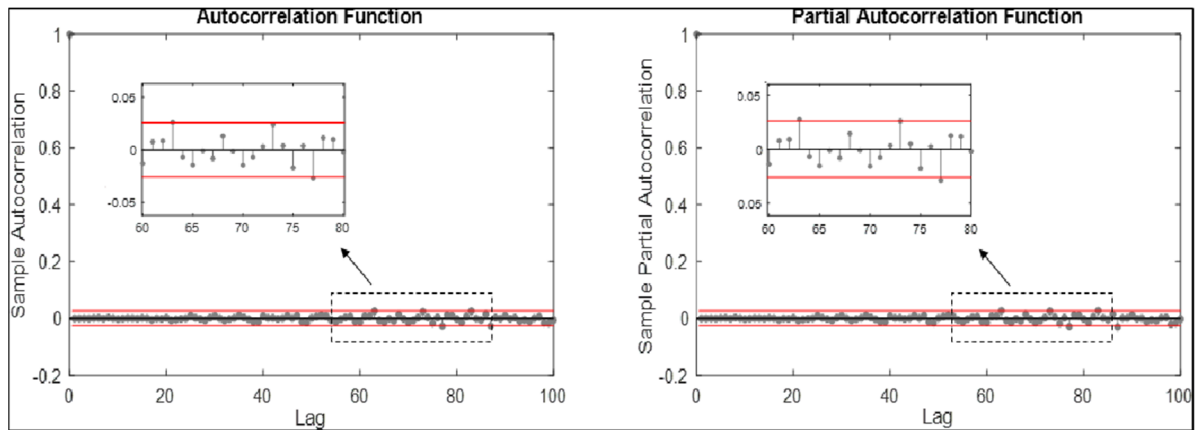 Autocorrelation Function
1
0.8
0.6
0.4
0.2
0
-0.2
Sample Autocorrelation
0.05
0
-0.05
60 65 70 75 80
0 20 40 60 80 100
Lag
Partial Autocorrelation Function
1
0.8
0.6
0.4
0.2
0
-0.2
Sample Partial Autocorrelation
0.05
0
0.05
60 65 70 75 80
0 20 40 60 80 100
Lag